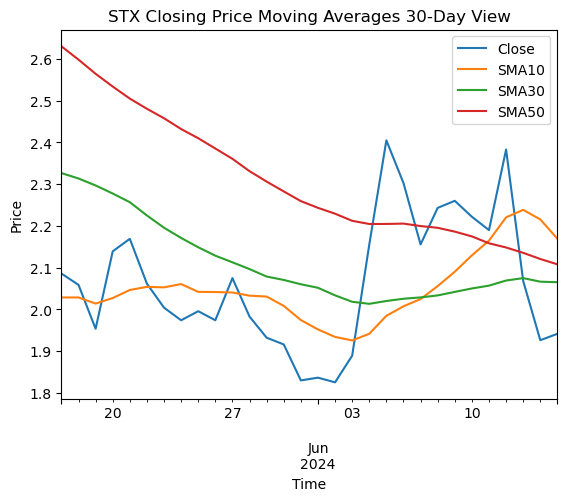 STX Closing Price Moving Averages 30-Day View
Close
SMA10
SMA30
SMA50
Price
2.6
2.5
2.4
2.3
2.2
2.1
2.0
1.9
1.8
20 27 03 10
Jun
2024
Time